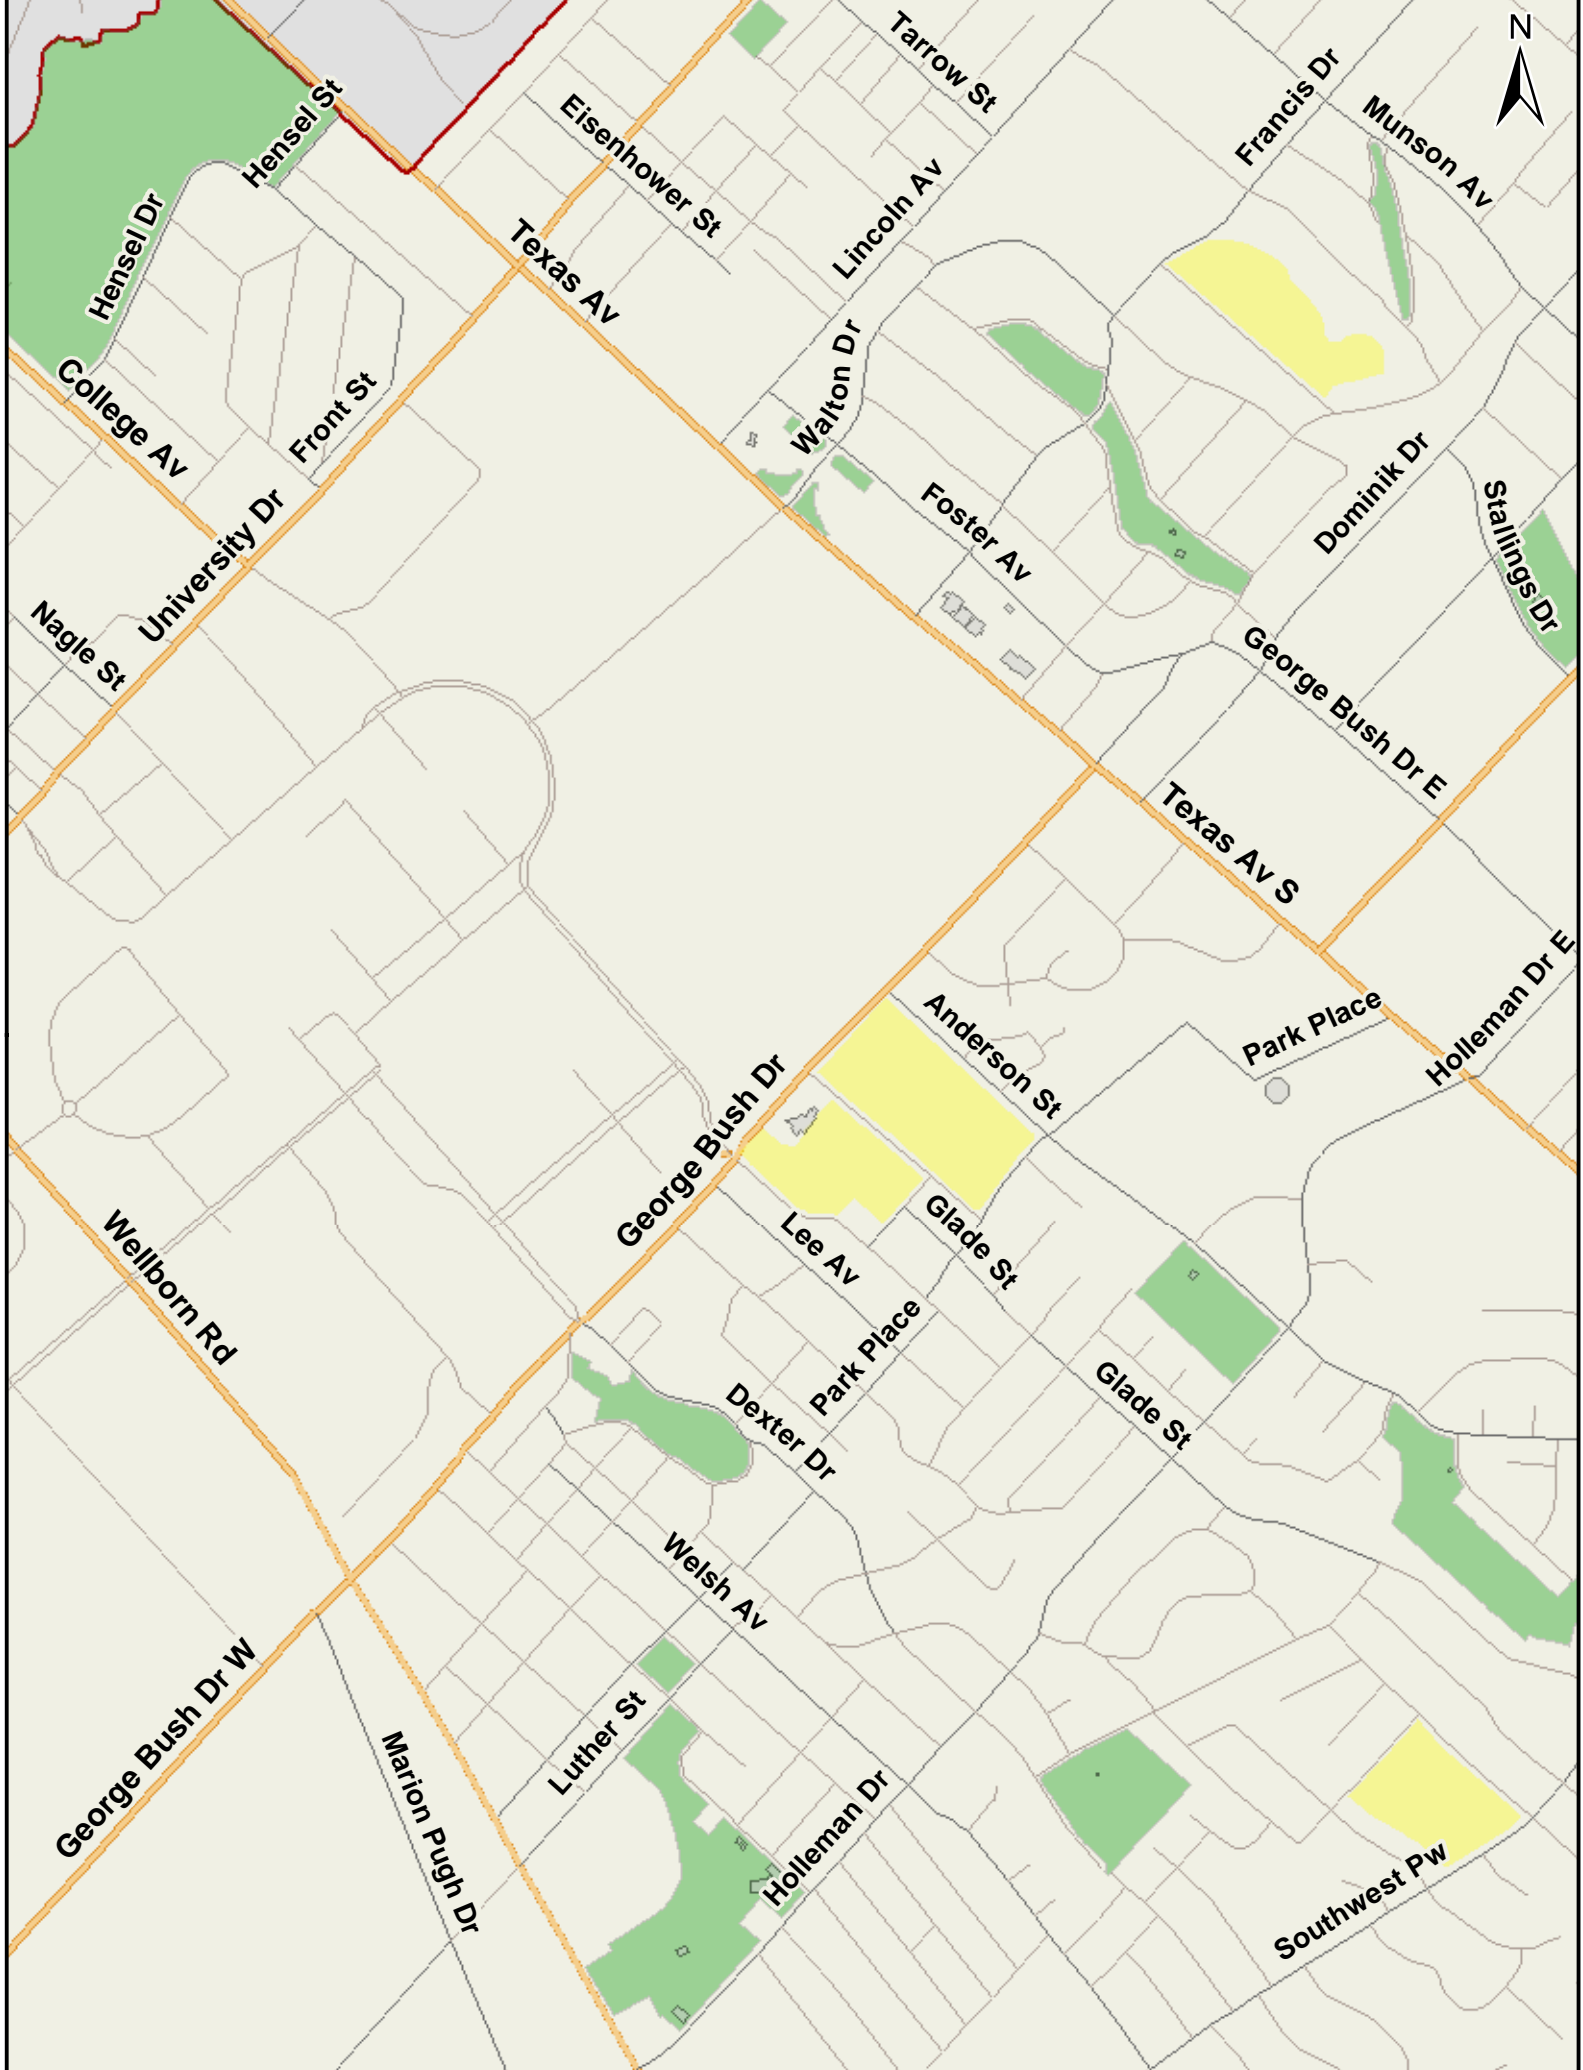 N
Tarrow St
Francis Dr
Munson Av
Hensel St
Eisenhower St
Lincoln Av
Hensel Dr
Texas Av
Walton Dr
College Av
Front St
Dominik Dr
Stallings Dr
Foster Av
University Dr
Nagle St
George Bush Dr E
Texas Av S
Holleman Dr E
Park Place
Anderson St
George Bush Dr
Wellborn Rd
Lee Av
Glade St
Park Place
Glade St
Dexter Dr
Welsh Av
George Bush Dr W
Luther St
Marion Pugh Dr
Holleman Dr
Southwest Pw